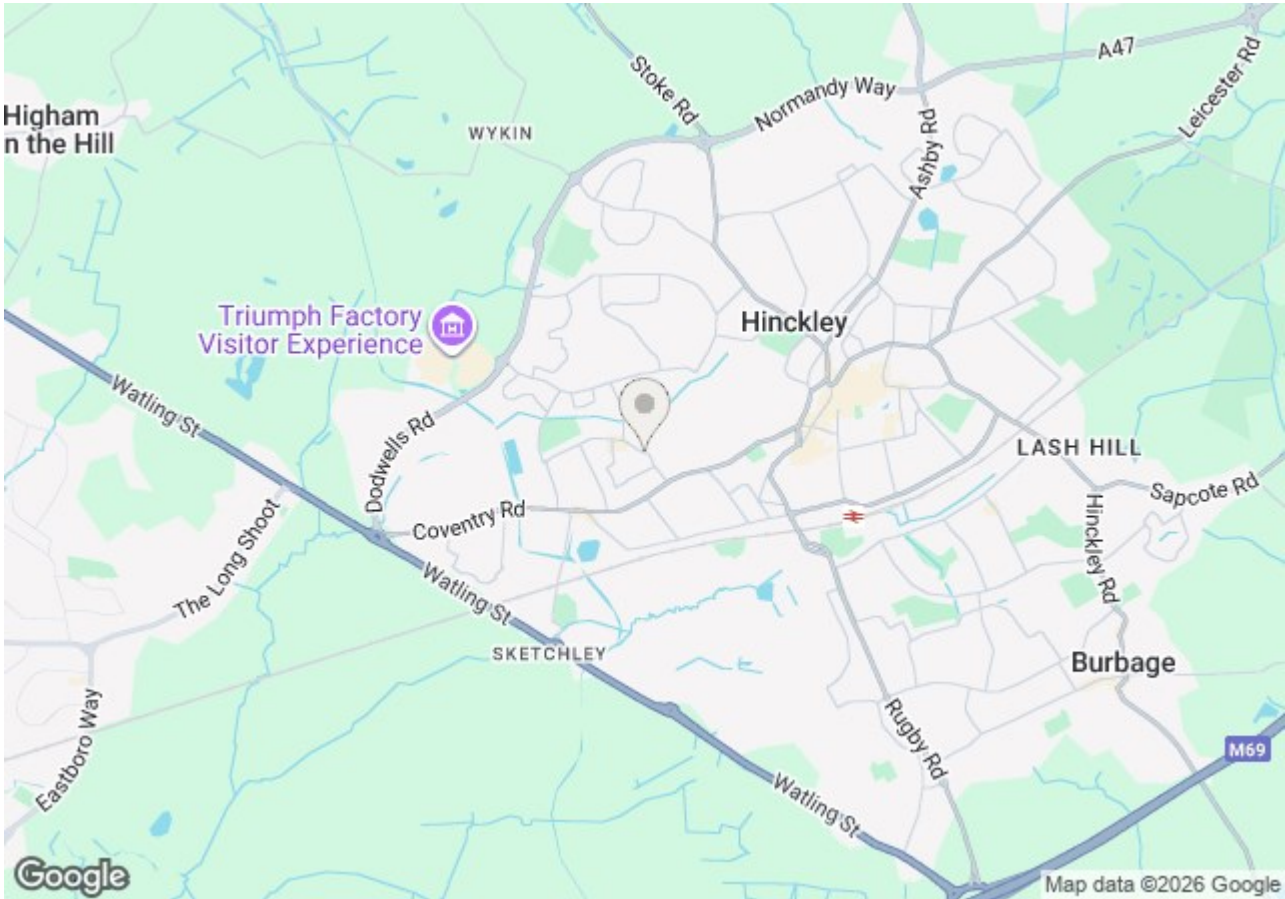 A47
Leicester Rd
Stoke Rd
Normandy Way
Ashby Rd
Higham
n the Hill
WYKIN
Triumph Factory
Visitor Experience
Hinckley
Watling St
Dodwells Rd
LASH HILL
Sapcote Rd
Coventry Rd
Hinckley Rd
The Long Shoot
Watling St
SKETCHLEY
Burbage
Eastboro Way
Rugby Rd
M69
Watling St
Google
Map data ©2026 Google